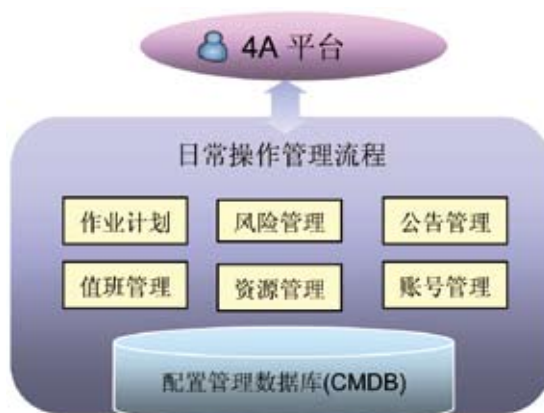 4A 平台
日常操作管理流程
作业计划
风险管理
公告管理
值班管理
资源管理
账号管理
配置管理数据库(CMDB)